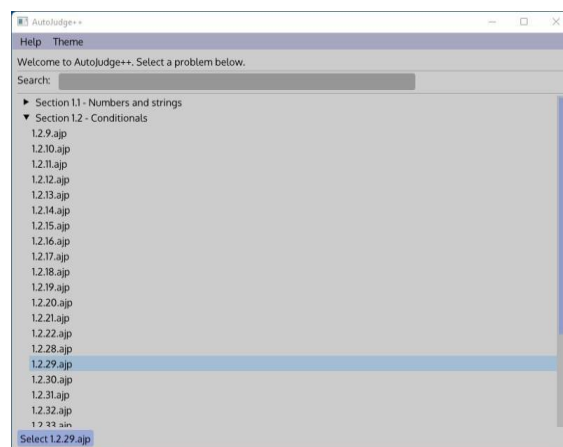 AutoJudge++
Help Theme
Welcome to AutoJudge++. Select a problem below.
Search:
Section 1.1 - Numbers and strings
Section 1.2 - Conditionals
1.2.9.ajp
1.2.10.ajp
1.2.11.ajp
1.2.12.ajp
1.2.13.ajp
1.2.14.ajp
1.2.15.ajp
1.2.16.ajp
1.2.17.ajp
1.2.18.ajp
1.2.19.ajp
1.2.20.ajp
1.2.21.ajp
1.2.22.ajp
1.2.28.ajp
1.2.29.ajp
1.2.30.ajp
1.2.31.ajp
1.2.32.ajp
1.2.33.ajp
Select 1.2.29.ajp